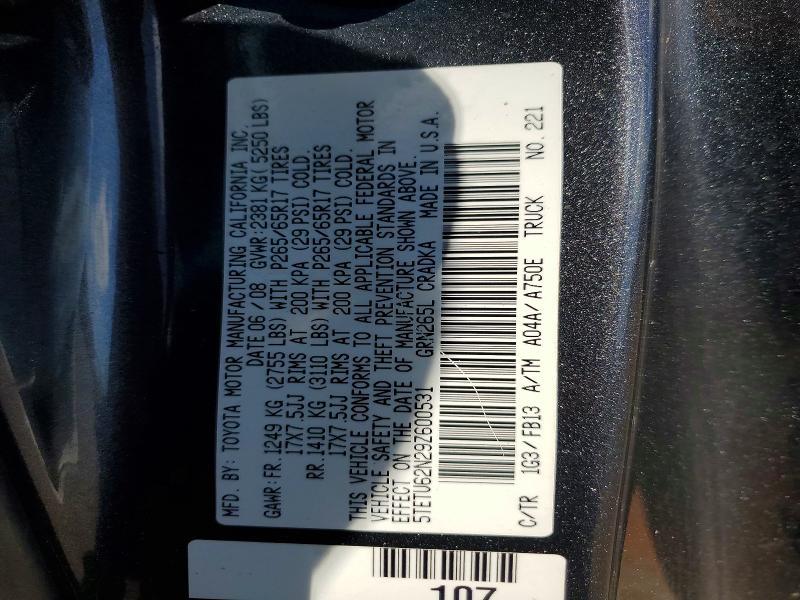 MFD. BY: TOYOTA MOTOR MANUFACTURING CALIFORNIA INC.
DATE 06 / 08 GVWR: 2381 KG( 5250 LBS)
GAWR: FR. 1249 KG (2755 LBS) WITH P265/65R17 TIRES
17X7.5JJ RIMS AT 200 KPA (29 PSI) COLD.
RR. 1410 KG (3110 LBS) WITH P265/65R17 TIRES
17X7.5JJ RIMS AT 200 KPA (29 PSI) COLD.
THIS VEHICLE CONFORMS TO ALL APPLICABLE FEDERAL MOTOR
VEHICLE SAFETY AND THEFT PREVENTION STANDARDS IN
EFFECT ON THE DATE OF MANUFACTURE SHOWN ABOVE.
5TETU62N29Z600531 GRN265L CRADKA MADE IN U.S.A.
C/TR 1G3/FB13 A/TM A04A/A750E TRUCK NO. 221
107